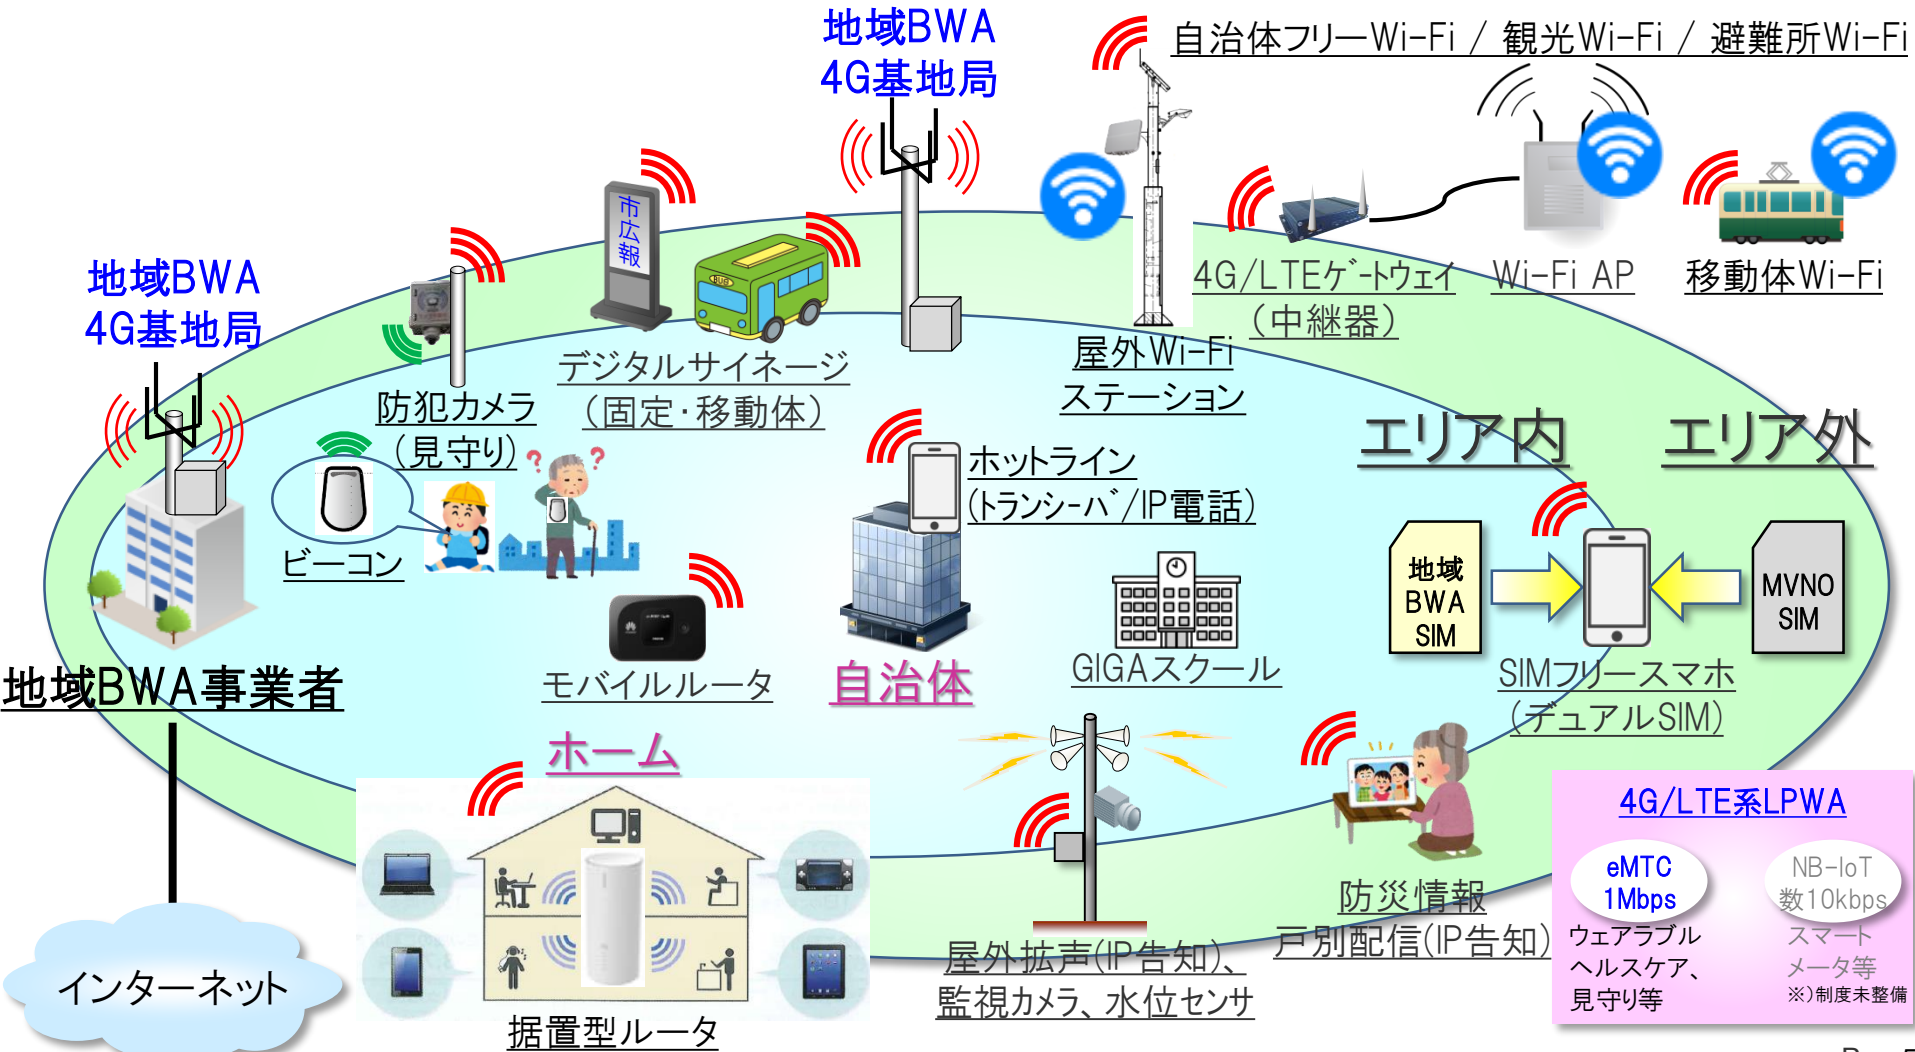 地域BWA
4G基地局
自治体フリーWi-Fi / 観光Wi-Fi / 避難所Wi-Fi
地域BWA
4G基地局
市広報
BUS
4G/LTEゲートウェイ
(中継器)
Wi-Fi AP
移動体Wi-Fi
屋外Wi-Fi
ステーション
デジタルサイネージ
(固定・移動体)
防犯カメラ
(見守り)
ビーコン
ホットライン
(トランシーバ/IP電話)
エリア内
エリア外
地域
BWA
SIM
MVNO
SIM
SIMフリースマホ
(デュアルSIM)
地域BWA事業者
モバイルルータ
自治体
GIGAスクール
ホーム
据置型ルータ
屋外拡声(IP告知)、
監視カメラ、水位センサ
防災情報
戸別配信(IP告知)
4G/LTE系LPWA
eMTC
1Mbps
ウェアラブル
ヘルスケア、
見守り等
NB-IoT
数10kbps
スマート
メータ等
※)制度未整備
インターネット